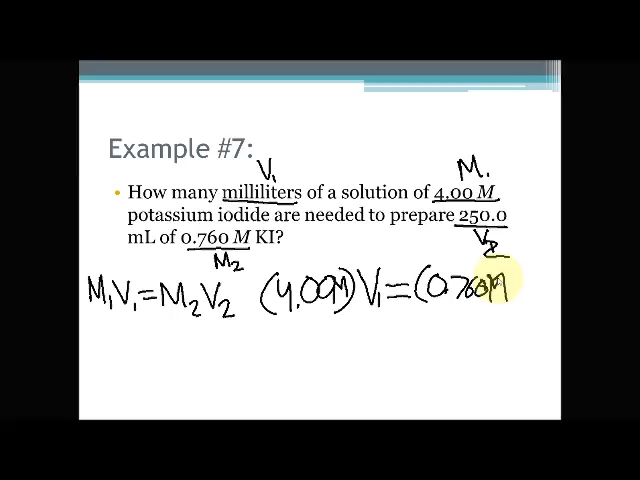 Example #7:
V₁ M₁
• How many milliliters of a solution of 4.00 M
potassium iodide are needed to prepare 250.0
mL of 0.760 M KI?
M₂ V₂
M₁V₁=M₂V₂ (4.00M) V₁=(0.760M